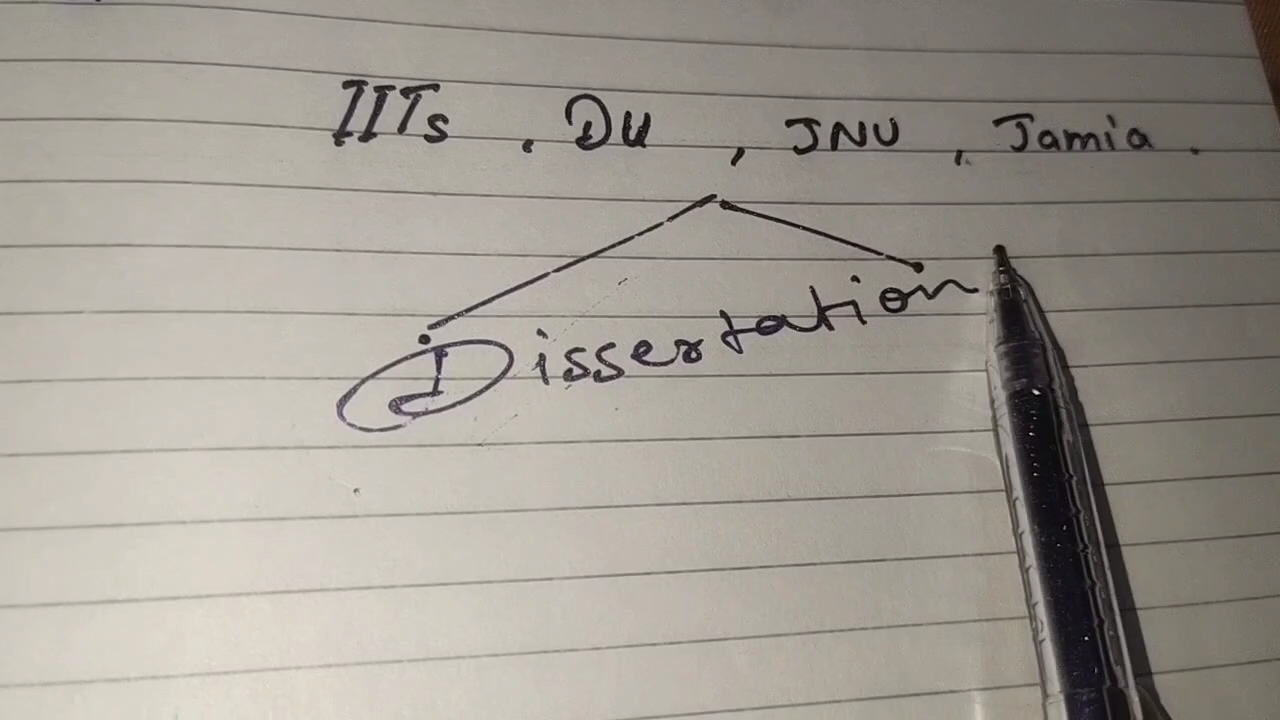 IITs , DU , JNU , Jamia .
Dissertation